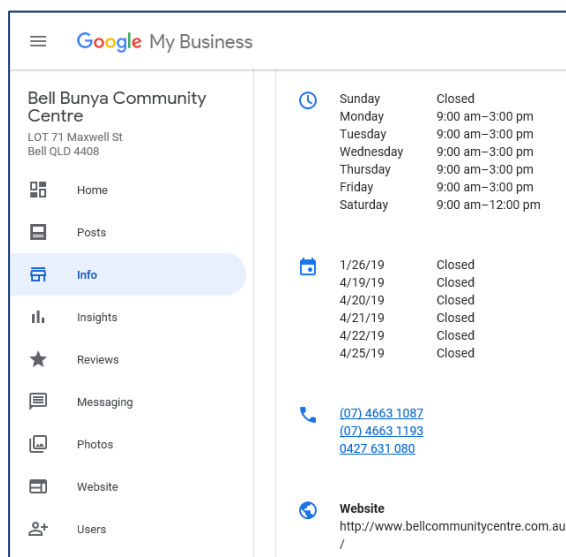 Google My Business
Bell Bunya Community
Centre
LOT 71 Maxwell St
Bell QLD 4408
Home
Posts
Info
Insights
Reviews
Messaging
Photos
Website
Users
Sunday Closed
Monday 9:00 am–3:00 pm
Tuesday 9:00 am–3:00 pm
Wednesday 9:00 am–3:00 pm
Thursday 9:00 am–3:00 pm
Friday 9:00 am–3:00 pm
Saturday 9:00 am–12:00 pm
1/26/19 Closed
4/19/19 Closed
4/20/19 Closed
4/21/19 Closed
4/22/19 Closed
4/25/19 Closed
(07) 4663 1087
(07) 4663 1193
0427 631 080
Website
http://www.bellcommunitycentre.com.au
/